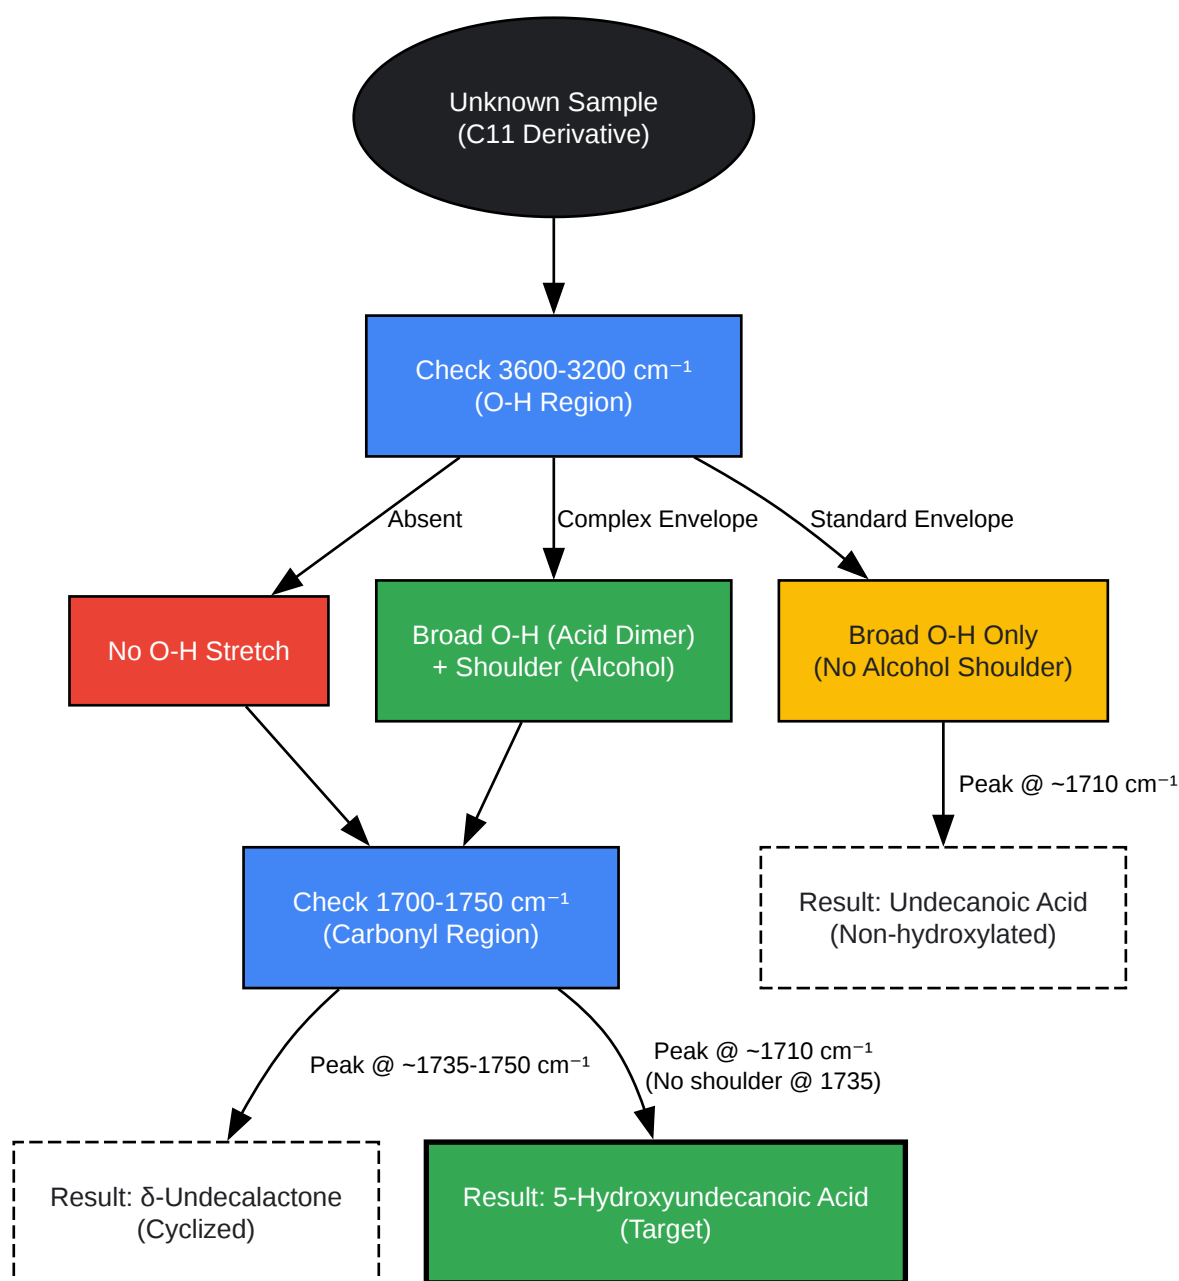 Unknown Sample
(C11 Derivative)
Check 3600-3200 cm⁻¹
(O-H Region)
Absent
Complex Envelope
Standard Envelope
No O-H Stretch
Broad O-H (Acid Dimer)
+ Shoulder (Alcohol)
Broad O-H Only
(No Alcohol Shoulder)
Peak @ ~1710 cm⁻¹
Check 1700-1750 cm⁻¹
(Carbonyl Region)
Result: Undecanoic Acid
(Non-hydroxylated)
Peak @ ~1735-1750 cm⁻¹
Peak @ ~1710 cm⁻¹
(No shoulder @ 1735)
Result: δ-Undecalactone
(Cyclized)
Result: 5-Hydroxyundecanoic Acid
(Target)